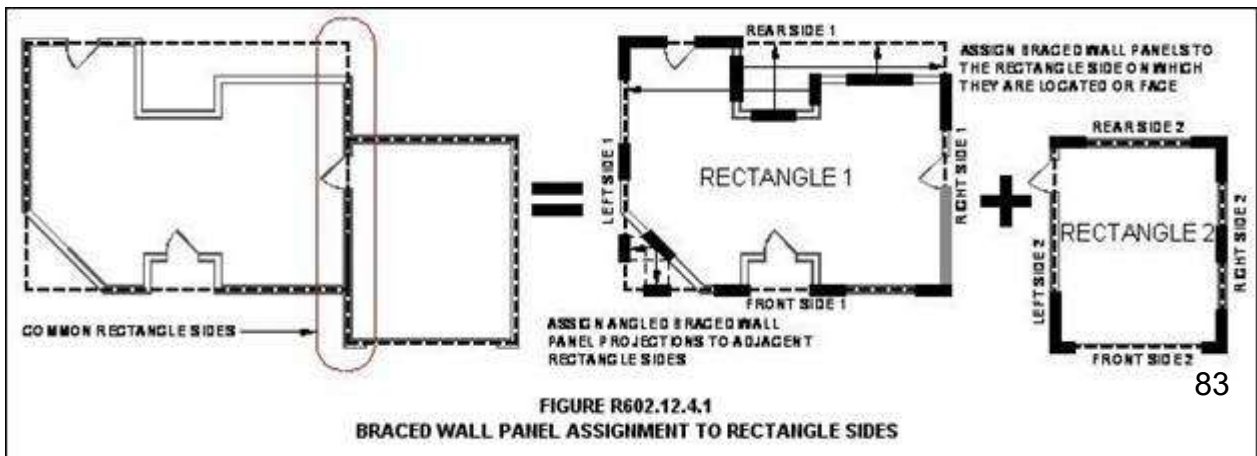 REAR SIDE 1
ASSIGN BRACED WALL PANELS TO
THE RECTANGLE SIDE ON WHICH
THEY ARE LOCATED OR FACE
LEFT SIDE 1
RECTANGLE 1
RIGHT SIDE 1
REAR SIDE 2
LEFT SIDE 2
RECTANGLE 2
RIGHT SIDE 2
COMMON RECTANGLE SIDES
FRONT SIDE 1
ASSIGN ANGLED BRACED WALL
PANEL PROJECTIONS TO ADJACENT
RECTANGLE SIDES
FRONT SIDE 2
83
FIGURE R602.12.4.1
BRACED WALL PANEL ASSIGNMENT TO RECTANGLE SIDES